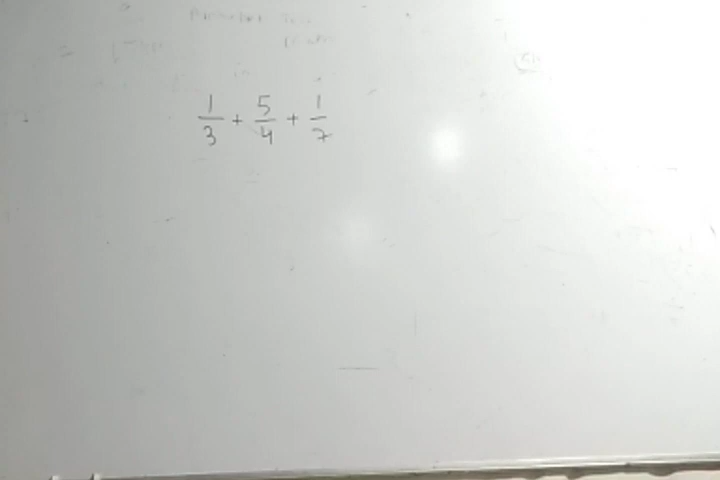 1/3 + 5/4 + 1/7